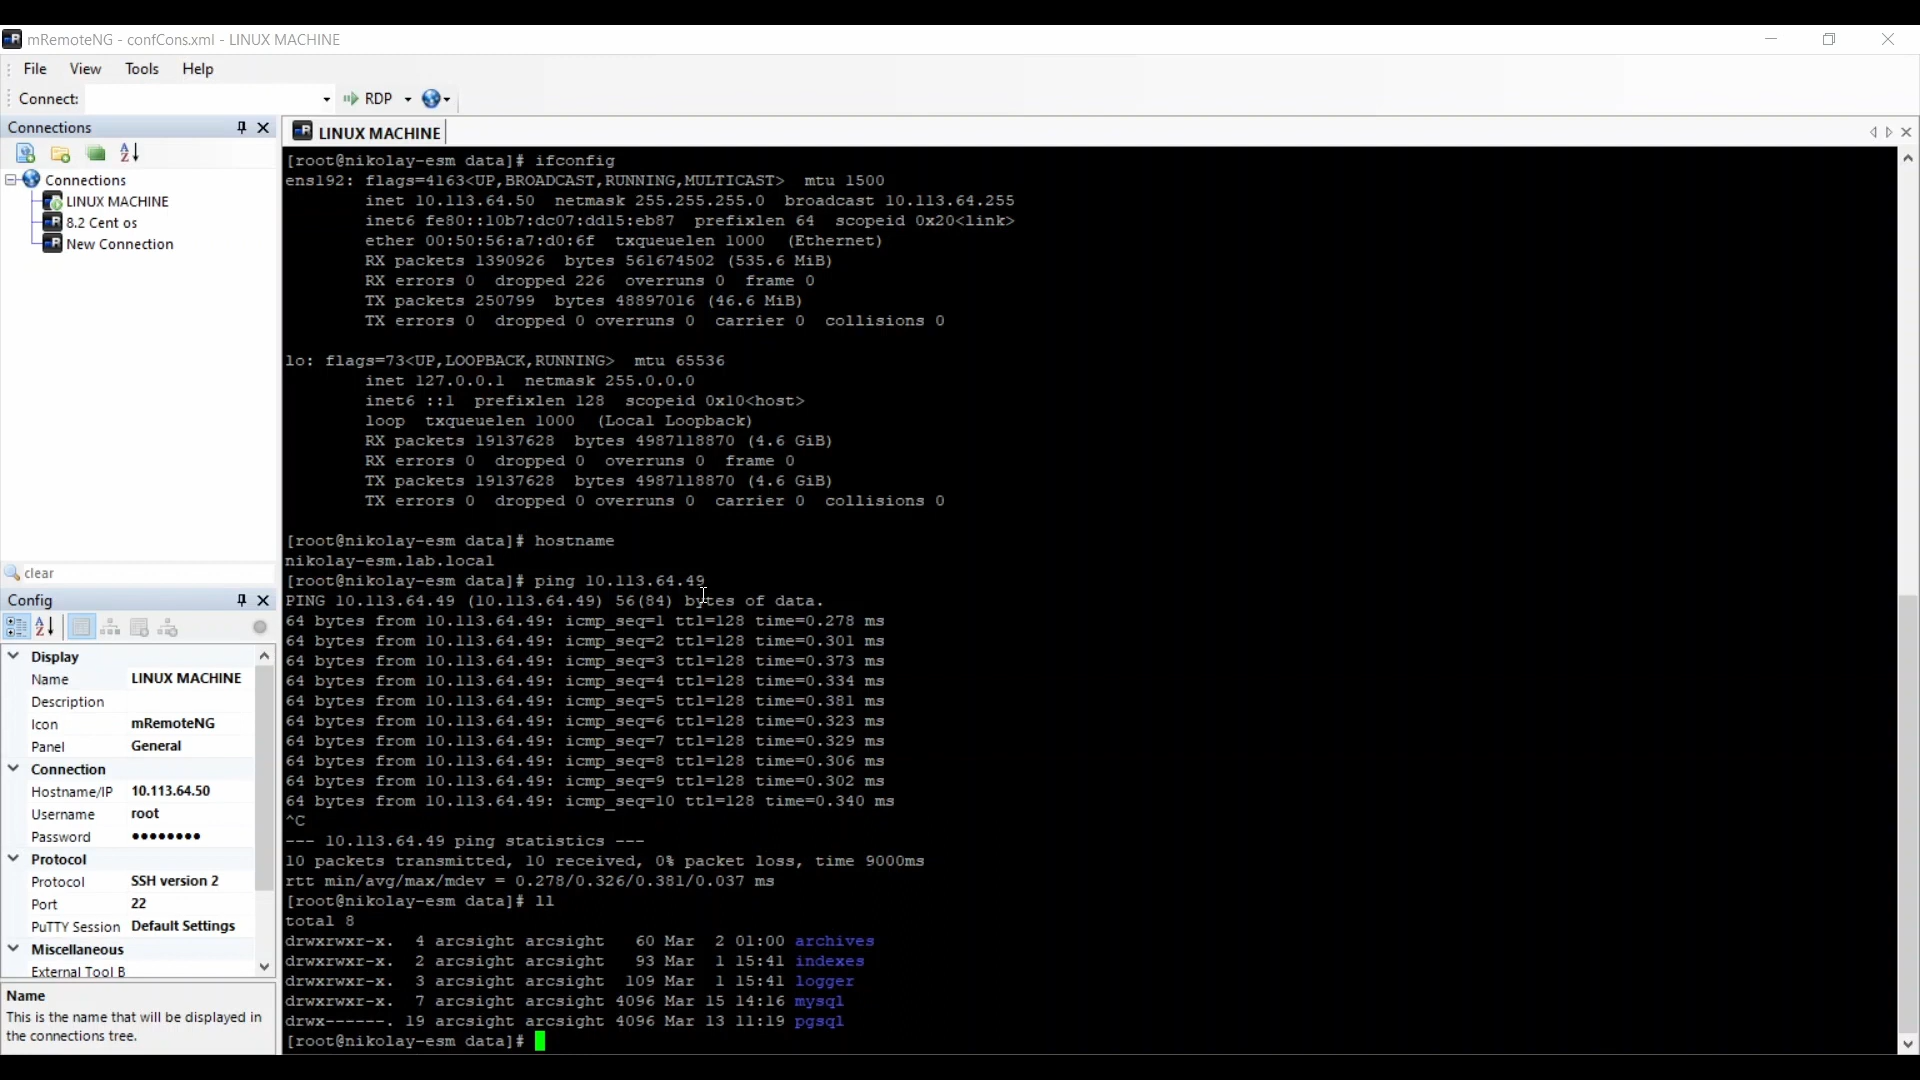 mRemoteNG - confCons.xml - LINUX MACHINE
File View Tools Help
Connect: RDP
Connections
Connections
LINUX MACHINE
8.2 Cent os
New Connection
clear
Config
Display
Name LINUX MACHINE
Description
Icon mRemoteNG
Panel General
Connection
Hostname/IP 10.113.64.50
Username root
Password ●●●●●●●●
Protocol
Protocol SSH version 2
Port 22
PuTTY Session Default Settings
Miscellaneous
External Tool B
Name
This is the name that will be displayed in
the connections tree.
LINUX MACHINE
[root@nikolay-esm data]# ifconfig
ens192: flags=4163<UP,BROADCAST,RUNNING,MULTICAST>  mtu 1500
        inet 10.113.64.50  netmask 255.255.255.0  broadcast 10.113.64.255
        inet6 fe80::10b7:dc07:dd15:eb87  prefixlen 64  scopeid 0x20<link>
        ether 00:50:56:a7:d0:6f  txqueuelen 1000  (Ethernet)
        RX packets 1390926  bytes 561674502 (535.6 MiB)
        RX errors 0  dropped 226  overruns 0  frame 0
        TX packets 250799  bytes 48897016 (46.6 MiB)
        TX errors 0  dropped 0 overruns 0  carrier 0  collisions 0
lo: flags=73<UP,LOOPBACK,RUNNING>  mtu 65536
        inet 127.0.0.1  netmask 255.0.0.0
        inet6 ::1  prefixlen 128  scopeid 0x10<host>
        loop  txqueuelen 1000  (Local Loopback)
        RX packets 19137628  bytes 4987118870 (4.6 GiB)
        RX errors 0  dropped 0  overruns 0  frame 0
        TX packets 19137628  bytes 4987118870 (4.6 GiB)
        TX errors 0  dropped 0 overruns 0  carrier 0  collisions 0
[root@nikolay-esm data]# hostname
nikolay-esm.lab.local
[root@nikolay-esm data]# ping 10.113.64.49
PING 10.113.64.49 (10.113.64.49) 56(84) bytes of data.
64 bytes from 10.113.64.49: icmp_seq=1 ttl=128 time=0.278 ms
64 bytes from 10.113.64.49: icmp_seq=2 ttl=128 time=0.301 ms
64 bytes from 10.113.64.49: icmp_seq=3 ttl=128 time=0.373 ms
64 bytes from 10.113.64.49: icmp_seq=4 ttl=128 time=0.334 ms
64 bytes from 10.113.64.49: icmp_seq=5 ttl=128 time=0.381 ms
64 bytes from 10.113.64.49: icmp_seq=6 ttl=128 time=0.323 ms
64 bytes from 10.113.64.49: icmp_seq=7 ttl=128 time=0.329 ms
64 bytes from 10.113.64.49: icmp_seq=8 ttl=128 time=0.306 ms
64 bytes from 10.113.64.49: icmp_seq=9 ttl=128 time=0.302 ms
64 bytes from 10.113.64.49: icmp_seq=10 ttl=128 time=0.340 ms
^C
--- 10.113.64.49 ping statistics ---
10 packets transmitted, 10 received, 0% packet loss, time 9000ms
rtt min/avg/max/mdev = 0.278/0.326/0.381/0.037 ms
[root@nikolay-esm data]# ll
total 8
drwxrwxr-x.  4 arcsight arcsight   60 Mar  2 01:00 archives
drwxrwxr-x.  2 arcsight arcsight   93 Mar  1 15:41 indexes
drwxrwxr-x.  3 arcsight arcsight  109 Mar  1 15:41 logger
drwxrwxr-x.  7 arcsight arcsight 4096 Mar 15 14:16 mysql
drwx------. 19 arcsight arcsight 4096 Mar 13 11:19 pgsql
[root@nikolay-esm data]#